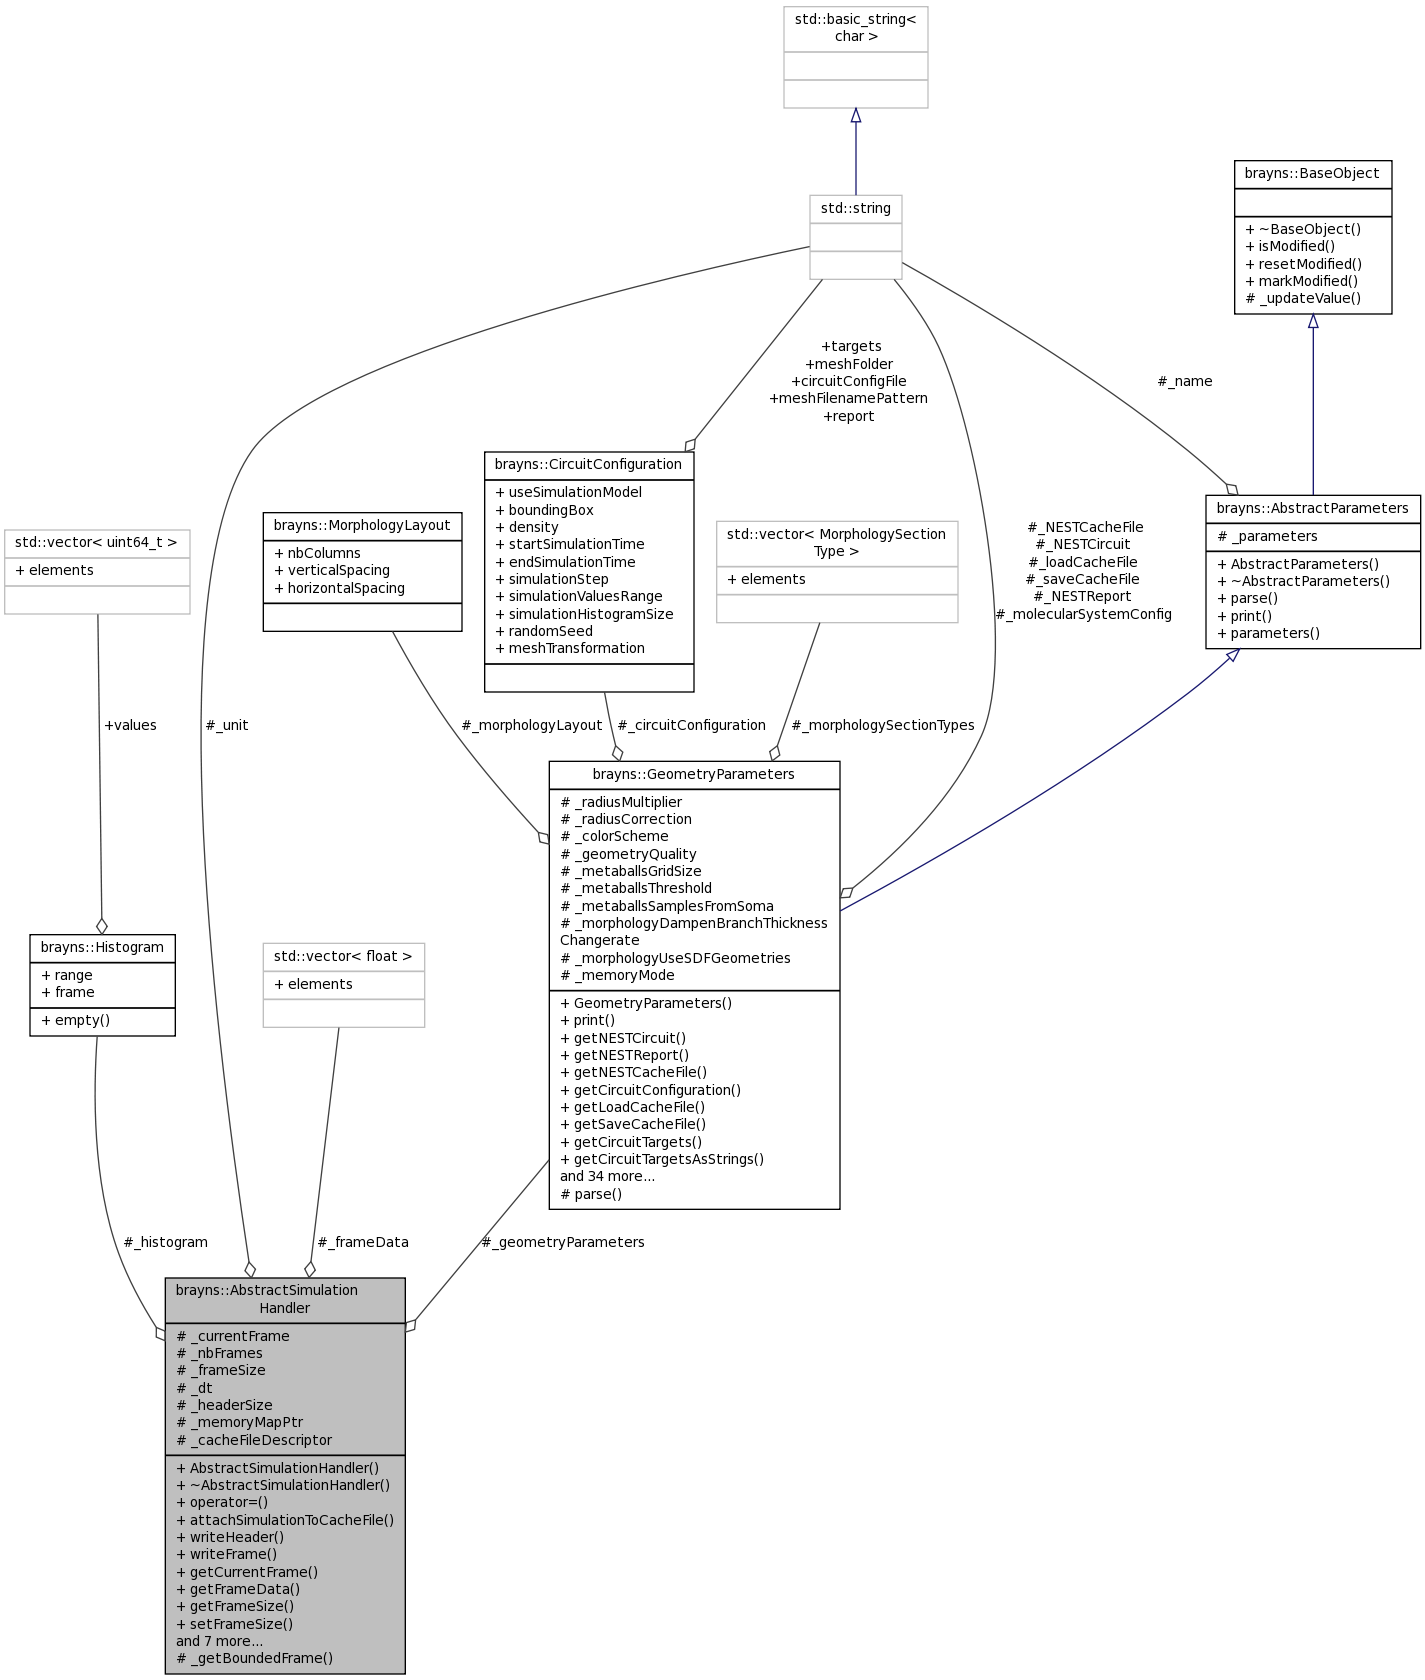 std::basic_string<
char >
brayns::BaseObject
+ ~BaseObject()
+ isModified()
+ resetModified()
+ markModified()
# _updateValue()
std::string
+targets
+meshFolder
+circuitConfigFile
+meshFilenamePattern
+report
#_name
brayns::CircuitConfiguration
+ useSimulationModel
+ boundingBox
+ density
+ startSimulationTime
+ endSimulationTime
+ simulationStep
+ simulationValuesRange
+ simulationHistogramSize
+ randomSeed
+ meshTransformation
brayns::AbstractParameters
# _parameters
+ AbstractParameters()
+ ~AbstractParameters()
+ parse()
+ print()
+ parameters()
brayns::MorphologyLayout
+ nbColumns
+ verticalSpacing
+ horizontalSpacing
std::vector< MorphologySection
Type >
+ elements
#_NESTCacheFile
#_NESTCircuit
#_loadCacheFile
#_saveCacheFile
#_NESTReport
#_molecularSystemConfig
std::vector< uint64_t >
+ elements
+values
#_unit
#_morphologyLayout
#_circuitConfiguration
#_morphologySectionTypes
brayns::GeometryParameters
# _radiusMultiplier
# _radiusCorrection
# _colorScheme
# _geometryQuality
# _metaballsGridSize
# _metaballsThreshold
# _metaballsSamplesFromSoma
# _morphologyDampenBranchThickness
Changerate
# _morphologyUseSDFGeometries
# _memoryMode
+ GeometryParameters()
+ print()
+ getNESTCircuit()
+ getNESTReport()
+ getNESTCacheFile()
+ getCircuitConfiguration()
+ getLoadCacheFile()
+ getSaveCacheFile()
+ getCircuitTargets()
+ getCircuitTargetsAsStrings()
and 34 more...
# parse()
brayns::Histogram
+ range
+ frame
+ empty()
std::vector< float >
+ elements
#_histogram
#_frameData
#_geometryParameters
brayns::AbstractSimulation
Handler
# _currentFrame
# _nbFrames
# _frameSize
# _dt
# _headerSize
# _memoryMapPtr
# _cacheFileDescriptor
+ AbstractSimulationHandler()
+ ~AbstractSimulationHandler()
+ operator=()
+ attachSimulationToCacheFile()
+ writeHeader()
+ writeFrame()
+ getCurrentFrame()
+ getFrameData()
+ getFrameSize()
+ setFrameSize()
and 7 more...
# _getBoundedFrame()